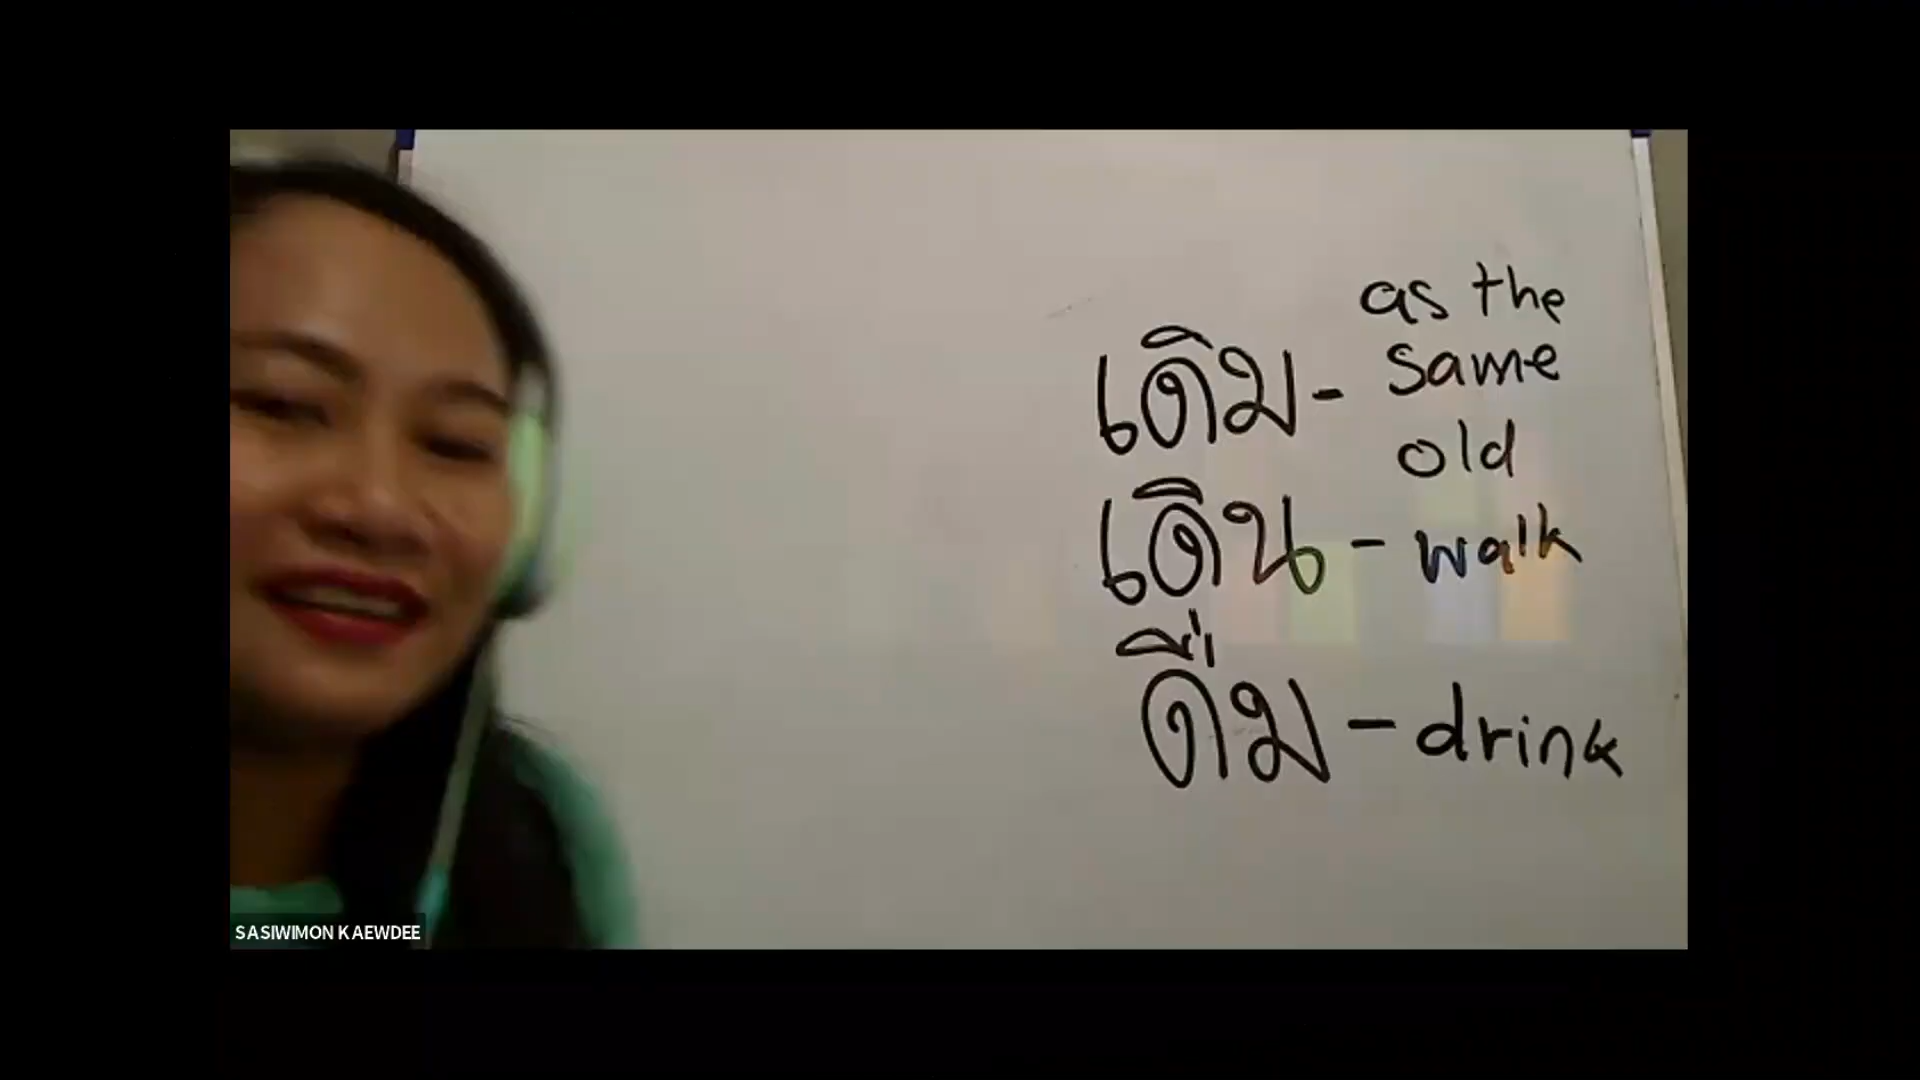 as the
same
เดิม -
old
เดิน - walk
ดื่ม - drink
SASIWIMON KAEWDEE